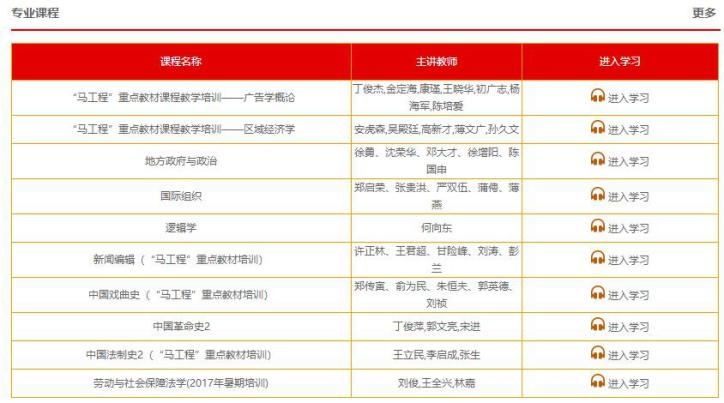 专业课程 更多
课程名称 主讲教师 进入学习
“马工程”重点教材课程教学培训——广告学概论 丁俊杰,金定海,康瑾,王晓华,初广志,杨 进入学习
海军,陈培爱
“马工程”重点教材课程教学培训——区域经济学 安虎森,吴殿廷,高新才,薄文广,孙久文 进入学习
地方政府与政治 徐勇、沈荣华、邓大才、徐增阳、陈 进入学习
国申
国际组织 郑启荣、张贵洪、严双伍、蒲俜、薄 进入学习
燕
逻辑学 何向东 进入学习
新闻编辑（“马工程”重点教材培训） 许正林、王君超、甘险峰、刘涛、彭 进入学习
兰
中国戏曲史（“马工程”重点教材培训） 郑传寅、俞为民、朱恒夫、郭英德、 进入学习
刘祯
中国革命史2 丁俊萍,郭文亮,宋进 进入学习
中国法制史2（“马工程”重点教材培训） 王立民,李启成,张生 进入学习
劳动与社会保障法学(2017年暑期培训) 刘俊,王全兴,林嘉 进入学习